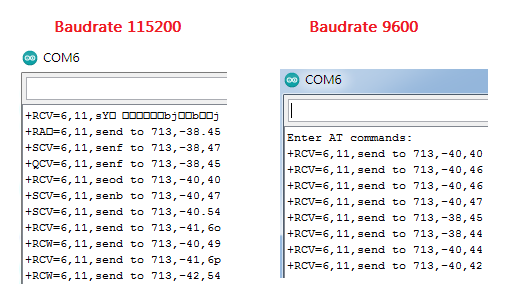 Baudrate 115200
COM6
+RCV=6,11,sY□ □□□□□□bj□□b□□j
+RA□=6,11,send to 713,-38.45
+SCV=6,11,senf to 713,-38,47
+QCV=6,11,senf to 713,-38,45
+RCV=6,11,seod to 713,-40,40
+SCV=6,11,senb to 713,-40,47
+SCV=6,11,send to 713,-40.54
+RCV=6,11,send to 713,-41,6o
+RCW=6,11,send to 713,-40,49
+RCV=6,11,send to 713,-41,6p
+RCW=6,11,send to 713,-42,54
Baudrate 9600
COM6
Enter AT commands:
+RCV=6,11,send to 713,-40,40
+RCV=6,11,send to 713,-40,46
+RCV=6,11,send to 713,-40,46
+RCV=6,11,send to 713,-40,47
+RCV=6,11,send to 713,-38,45
+RCV=6,11,send to 713,-38,44
+RCV=6,11,send to 713,-40,44
+RCV=6,11,send to 713,-40,42